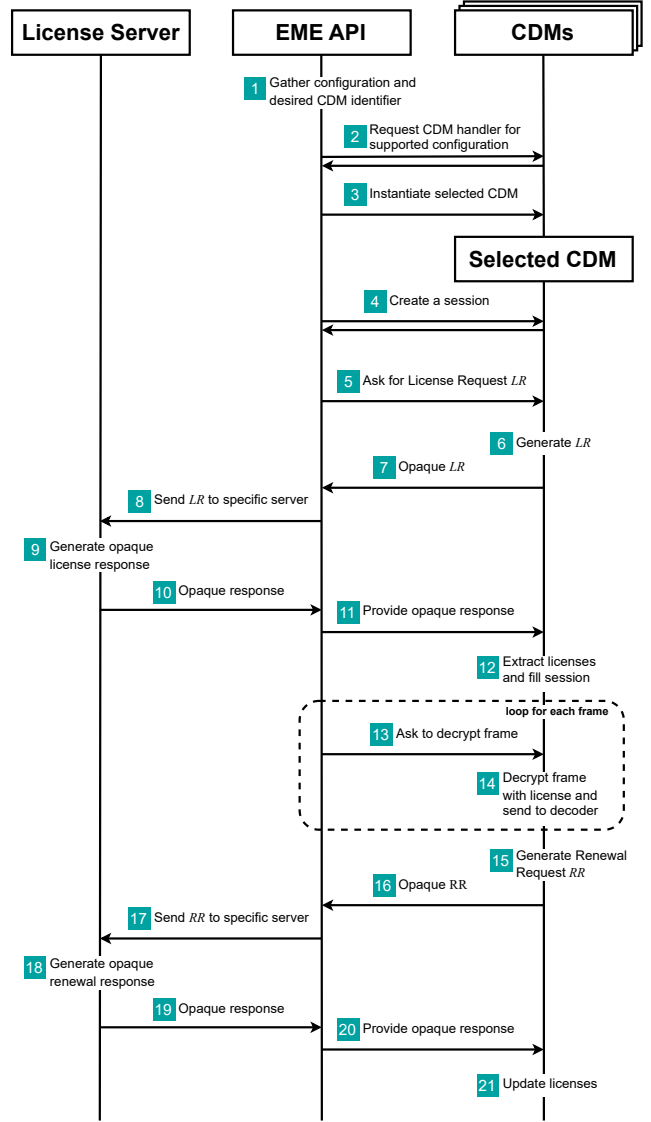 License Server
EME API
CDMs
1
Gather configuration and
desired CDM identifier
2
Request CDM handler for
supported configuration
3
Instantiate selected CDM
Selected CDM
4
Create a session
5
Ask for License Request LR
6
Generate LR
7
Opaque LR
8
Send LR to specific server
9
Generate opaque
license response
10
Opaque response
11
Provide opaque response
12
Extract licenses
and fill session
loop for each frame
13
Ask to decrypt frame
14
Decrypt frame
with license and
send to decoder
15
Generate Renewal
Request RR
16
Opaque RR
17
Send RR to specific server
18
Generate opaque
renewal response
19
Opaque response
20
Provide opaque response
21
Update licenses